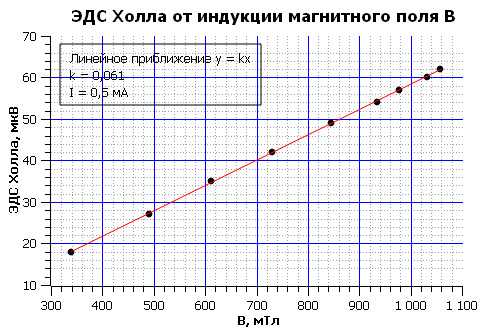 ЭДС Холла от индукции магнитного поля B
Линейное приближение y = kx
k = 0,061
I = 0,5 мА
ЭДС Холла, мкВ
70
60
50
40
30
20
10
300 400 500 600 700 800 900 1 000 1 100
B, мТл